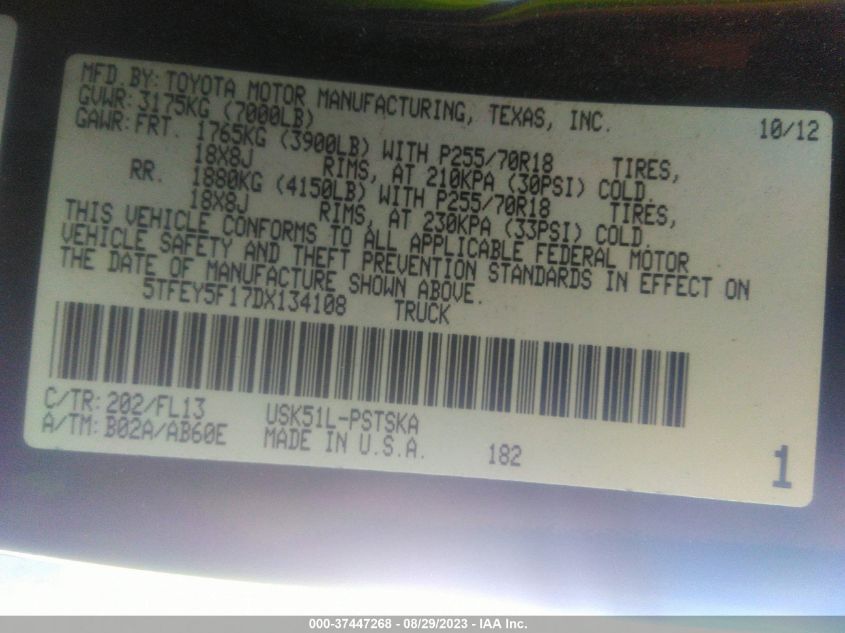 MFD.BY: TOYOTA MOTOR MANUFACTURING, TEXAS, INC. 10/12
GVWR: 3175KG (7000LB)
GAWR: FRT. 1765KG (3900LB) WITH P255/70R18 TIRES,
18X8J RIMS, AT 210KPA (30PSI) COLD.
RR. 1880KG (4150LB) WITH P255/70R18 TIRES,
18X8J RIMS, AT 230KPA (33PSI) COLD.
THIS VEHICLE CONFORMS TO ALL APPLICABLE FEDERAL MOTOR
VEHICLE SAFETY AND THEFT PREVENTION STANDARDS IN EFFECT ON
THE DATE OF MANUFACTURE SHOWN ABOVE.
5TFEY5F17DX134108 TRUCK
C/TR: 202/FL13 USK51L-PSTSKA
A/TM: B02A/AB60E MADE IN U.S.A. 182 1
000-37447268 - 08/29/2023 - IAA Inc.